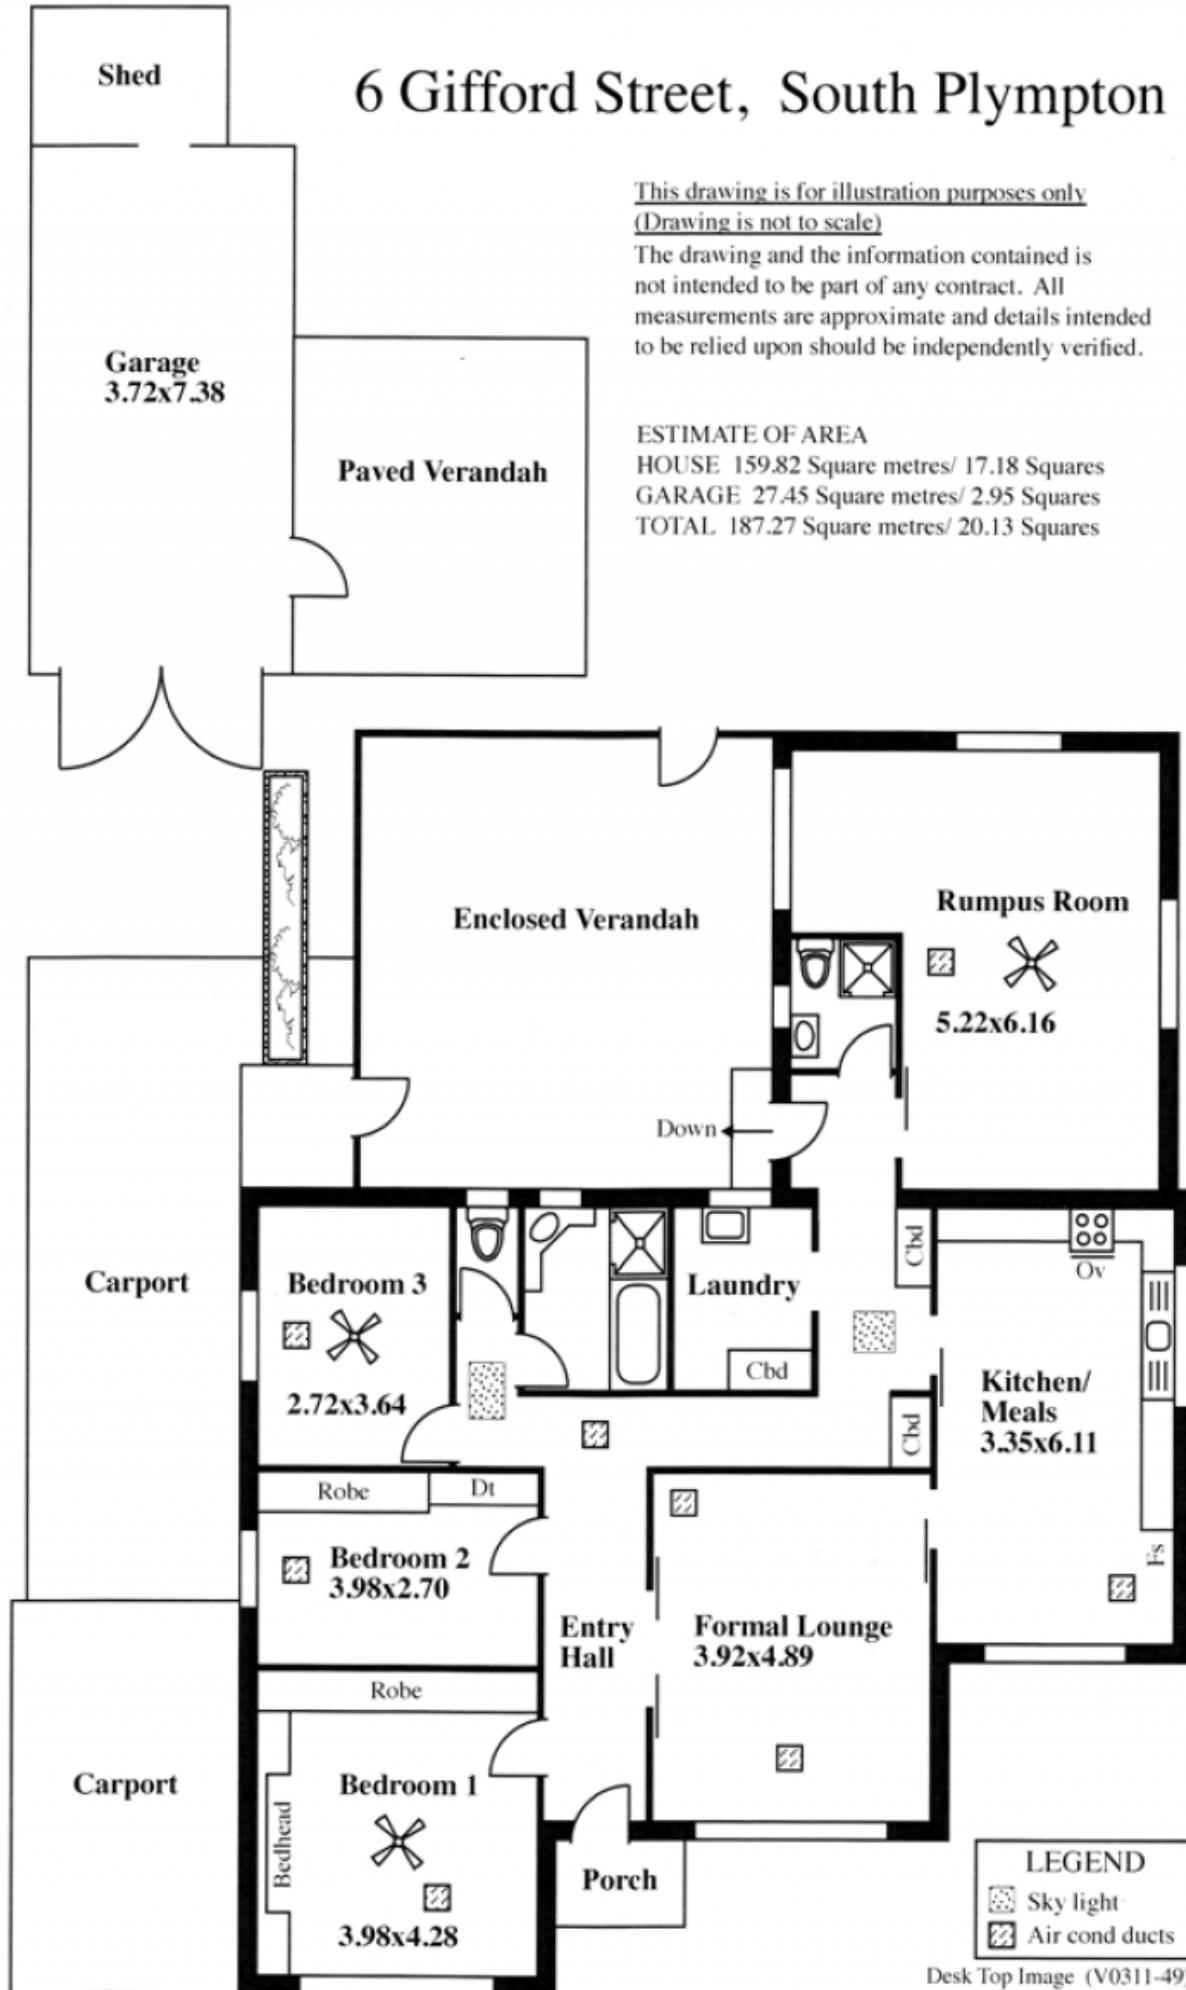 Shed
6 Gifford Street, South Plympton
This drawing is for illustration purposes only
(Drawing is not to scale)
The drawing and the information contained is
not intended to be part of any contract. All
measurements are approximate and details intended
to be relied upon should be independently verified.
Garage
3.72x7.38
Paved Verandah
ESTIMATE OF AREA
HOUSE 159.82 Square metres/ 17.18 Squares
GARAGE 27.45 Square metres/ 2.95 Squares
TOTAL 187.27 Square metres/ 20.13 Squares
Enclosed Verandah
Rumpus Room
5.22x6.16
Down
Carport
Bedroom 3
2.72x3.64
Laundry
Cbd
Cbd
Ov
Kitchen/
Meals
3.35x6.11
Cbd
Robe
Dt
Bedroom 2
3.98x2.70
Fs
Entry
Hall
Formal Lounge
3.92x4.89
Robe
Carport
Bedroom 1
Bedhead
3.98x4.28
Porch
LEGEND
Sky light
Air cond ducts
Desk Top Image (V0311-49)